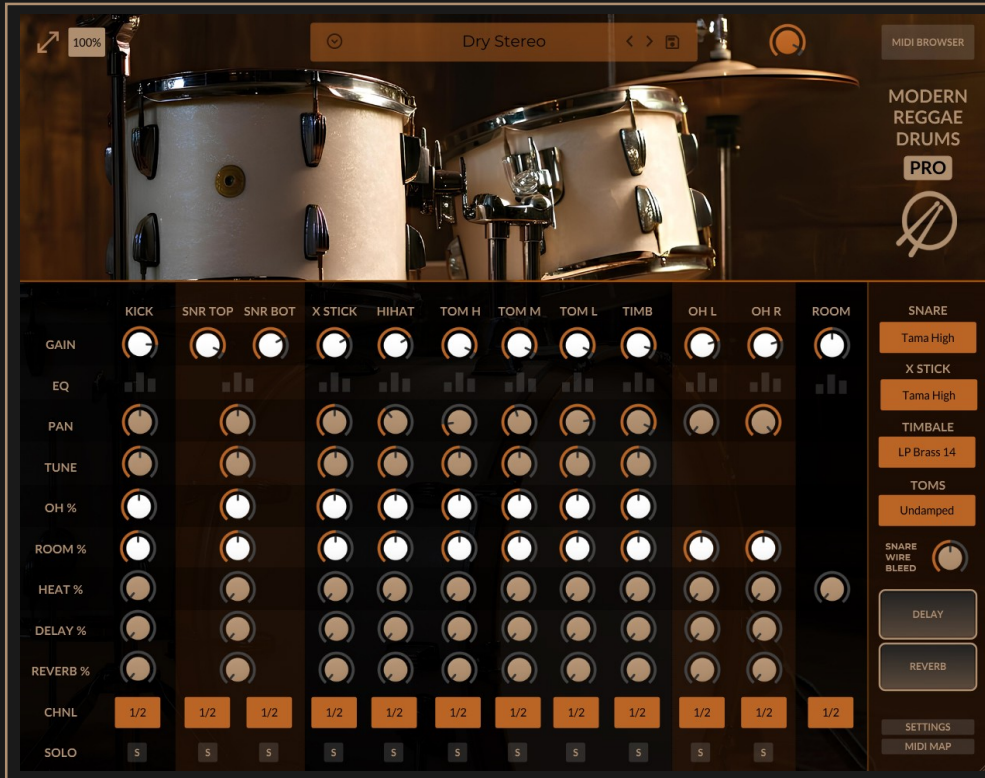 100%
Dry Stereo
MIDI BROWSER
MODERN
REGGAE
DRUMS
PRO
KICK SNR TOP SNR BOT X STICK HIHAT TOM H TOM M TOM L TIMB OH L OH R ROOM
GAIN
EQ
PAN
TUNE
OH %
ROOM %
HEAT %
DELAY %
REVERB %
CHNL 1/2 1/2 1/2 1/2 1/2 1/2 1/2 1/2 1/2 1/2 1/2 1/2
SOLO S S S S S S S S S S S
SNARE
Tama High
X STICK
Tama High
TIMBALE
LP Brass 14
TOMS
Undamped
SNARE
WIRE
BLEED
DELAY
REVERB
SETTINGS
MIDI MAP